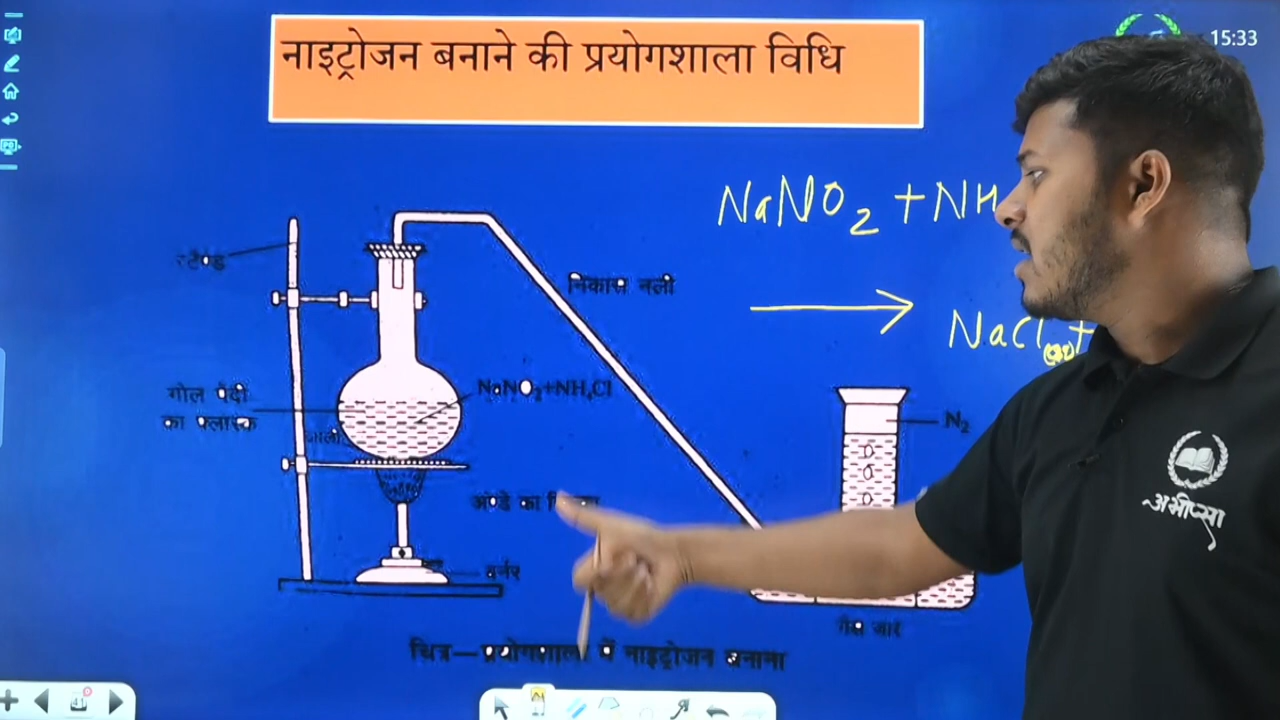 नाइट्रोजन बनाने की प्रयोगशाला विधि
15:33
NaNO₂ + NH
NaCl(aq) +
स्टैण्ड
निकास नली
गोल पेंदी
का फ्लास्क
जाली
NaNO₂+NH₄Cl
N₂
का
बर्नर
गैस जार
चित्र—प्रयोगशाला में नाइट्रोजन बनाना
अभीप्सा